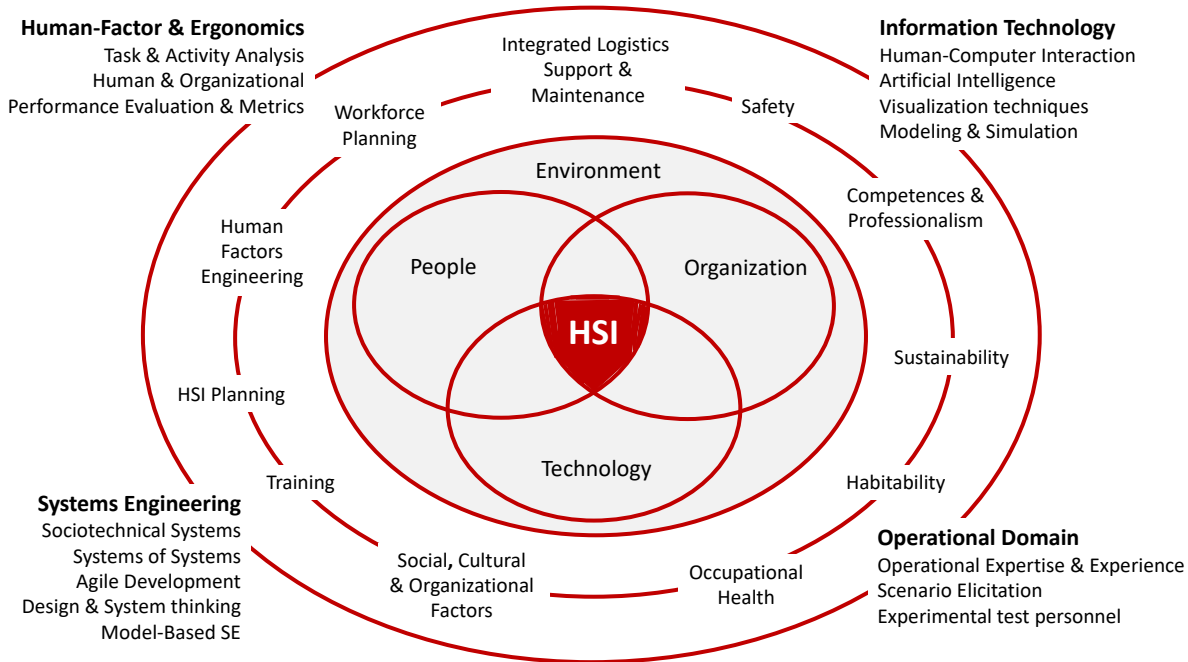 Human-Factor & Ergonomics
Task & Activity Analysis
Human & Organizational
Performance Evaluation & Metrics
Information Technology
Human-Computer Interaction
Artificial Intelligence
Visualization techniques
Modeling & Simulation
Integrated Logistics
Support &
Maintenance
Workforce
Planning
Safety
Competences &
Professionalism
Human
Factors
Engineering
Environment
People
Organization
HSI
Technology
Sustainability
HSI Planning
Training
Habitability
Social, Cultural
& Organizational
Factors
Occupational
Health
Systems Engineering
Sociotechnical Systems
Systems of Systems
Agile Development
Design & System thinking
Model-Based SE
Operational Domain
Operational Expertise & Experience
Scenario Elicitation
Experimental test personnel